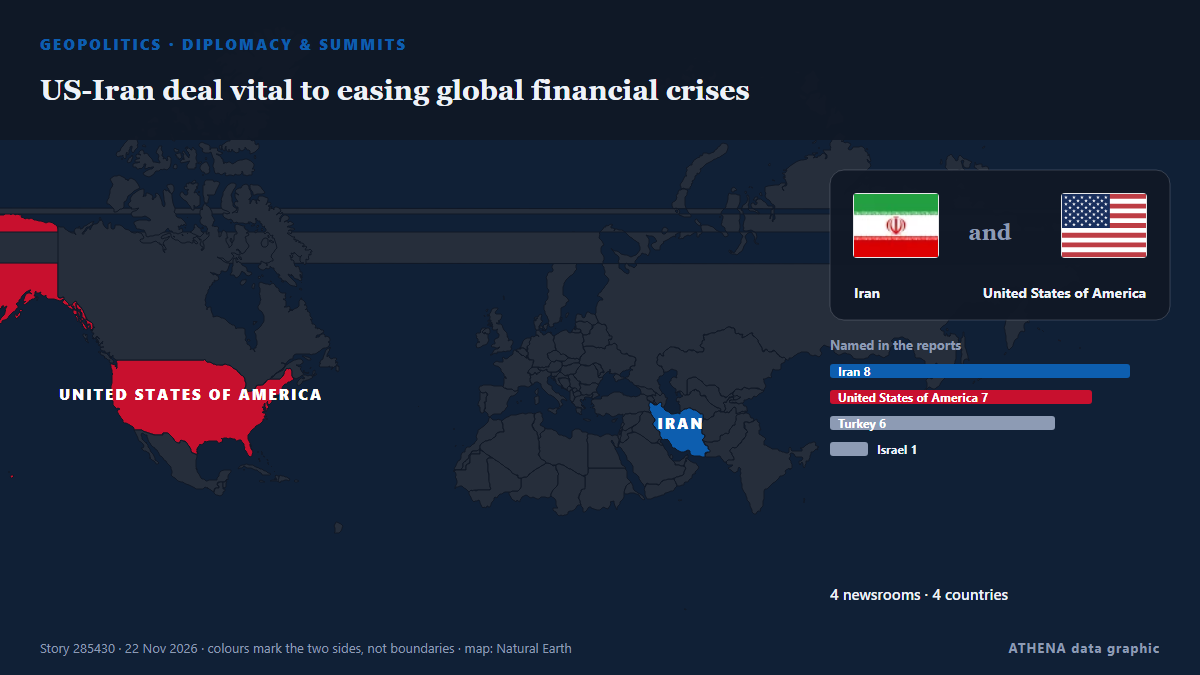 GEOPOLITICS · DIPLOMACY & SUMMITS
US-Iran deal vital to easing global financial crises
and
Iran
United States of America
Named in the reports
Iran 8
United States of America 7
Turkey 6
Israel 1
UNITED STATES OF AMERICA
IRAN
4 newsrooms · 4 countries
Story 285430 · 22 Nov 2026 · colours mark the two sides, not boundaries · map: Natural Earth
ATHENA data graphic